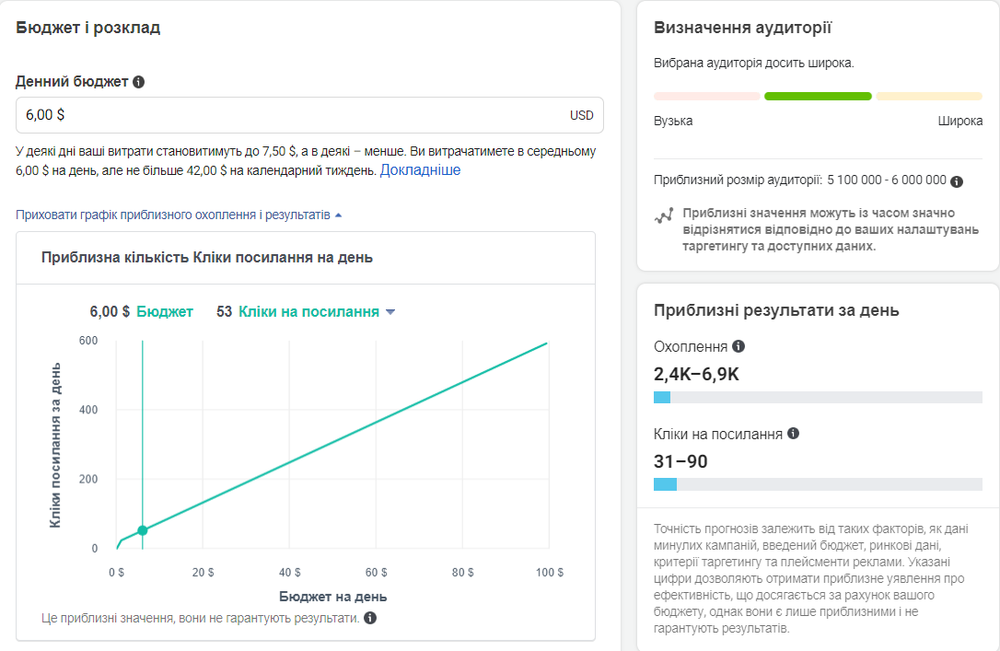 Бюджет і розклад
Денний бюджет
6,00 $ USD
У деякі дні ваші витрати становитимуть до 7,50 $, а в деякі – менше. Ви витрачатимете в середньому
6,00 $ на день, але не більше 42,00 $ на календарний тиждень. Докладніше
Приховати графік приблизного охоплення і результатів
Приблизна кількість Кліки посилання на день
6,00 $ Бюджет 53 Кліки на посилання
Кліки посилання за день
600
400
200
0
0 $ 20 $ 40 $ 60 $ 80 $ 100 $
Бюджет на день
Це приблизні значення, вони не гарантують результати.
Визначення аудиторії
Вибрана аудиторія досить широка.
Вузька Широка
Приблизний розмір аудиторії: 5 100 000 - 6 000 000
Приблизні значення можуть із часом значно
відрізнятися відповідно до ваших налаштувань
таргетингу та доступних даних.
Приблизні результати за день
Охоплення
2,4K–6,9K
Кліки на посилання
31–90
Точність прогнозів залежить від таких факторів, як дані
минулих кампаній, введений бюджет, ринкові дані,
критерії таргетингу та плейсменти реклами. Указані
цифри дозволяють отримати приблизне уявлення про
ефективність, що досягається за рахунок вашого
бюджету, однак вони є лише приблизними і не
гарантують результатів.